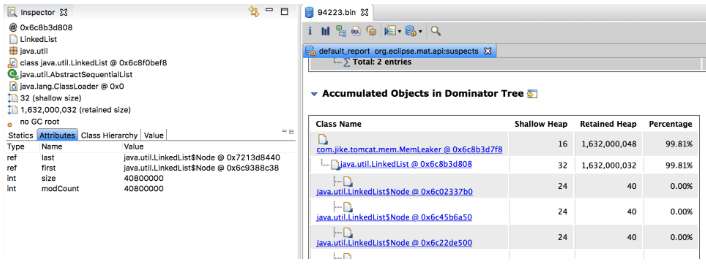 Inspector
@ 0x6c8b3d808
LinkedList
java.util
class java.util.LinkedList @ 0x6c8f0bef8
java.util.AbstractSequentialList
java.lang.ClassLoader @ 0x0
32 (shallow size)
1,632,000,032 (retained size)
no GC root
Statics Attributes Class Hierarchy Value
Type Name Value
ref last java.util.LinkedList$Node @ 0x7213d8440
ref first java.util.LinkedList$Node @ 0x6c9388c38
int size 40800000
int modCount 40800000
94223.bin
default_report org.eclipse.mat.api:suspects
Total: 2 entries
Accumulated Objects in Dominator Tree
Class Name Shallow Heap Retained Heap Percentage
com.jike.tomcat.mem.MemLeaker @ 0x6c8b3d7f8 16 1,632,000,048 99.81%
java.util.LinkedList @ 0x6c8b3d808 32 1,632,000,032 99.81%
java.util.LinkedList$Node @ 0x6c02337b0 24 40 0.00%
java.util.LinkedList$Node @ 0x6c45b6a50 24 40 0.00%
java.util.LinkedList$Node @ 0x6c22de500 24 40 0.00%